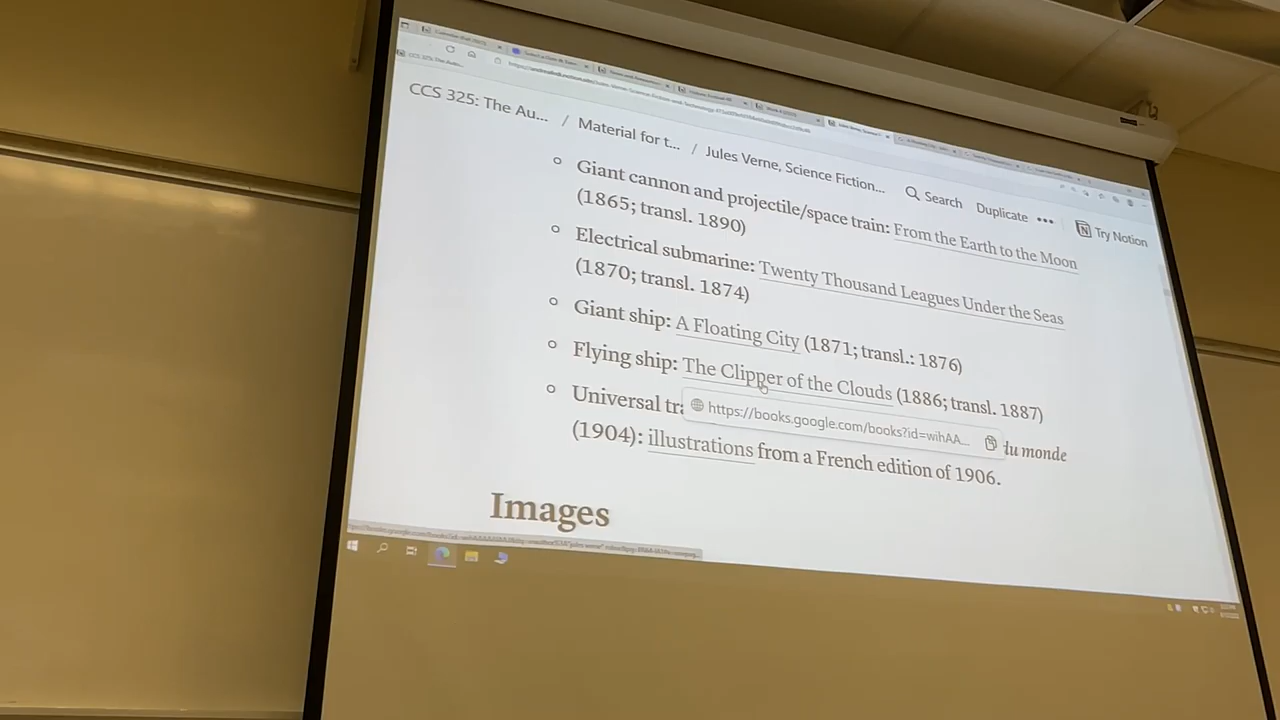 CCS 325: The Au... / Material for t... / Jules Verne, Science Fiction... Search Duplicate ••• Try Notion
Giant cannon and projectile/space train: From the Earth to the Moon
(1865; transl. 1890)
Electrical submarine: Twenty Thousand Leagues Under the Seas
(1870; transl. 1874)
Giant ship: A Floating City (1871; transl.: 1876)
Flying ship: The Clipper of the Clouds (1886; transl. 1887)
Universal tra
https://books.google.com/books?id=wihAA...
du monde
(1904): illustrations from a French edition of 1906.
Images